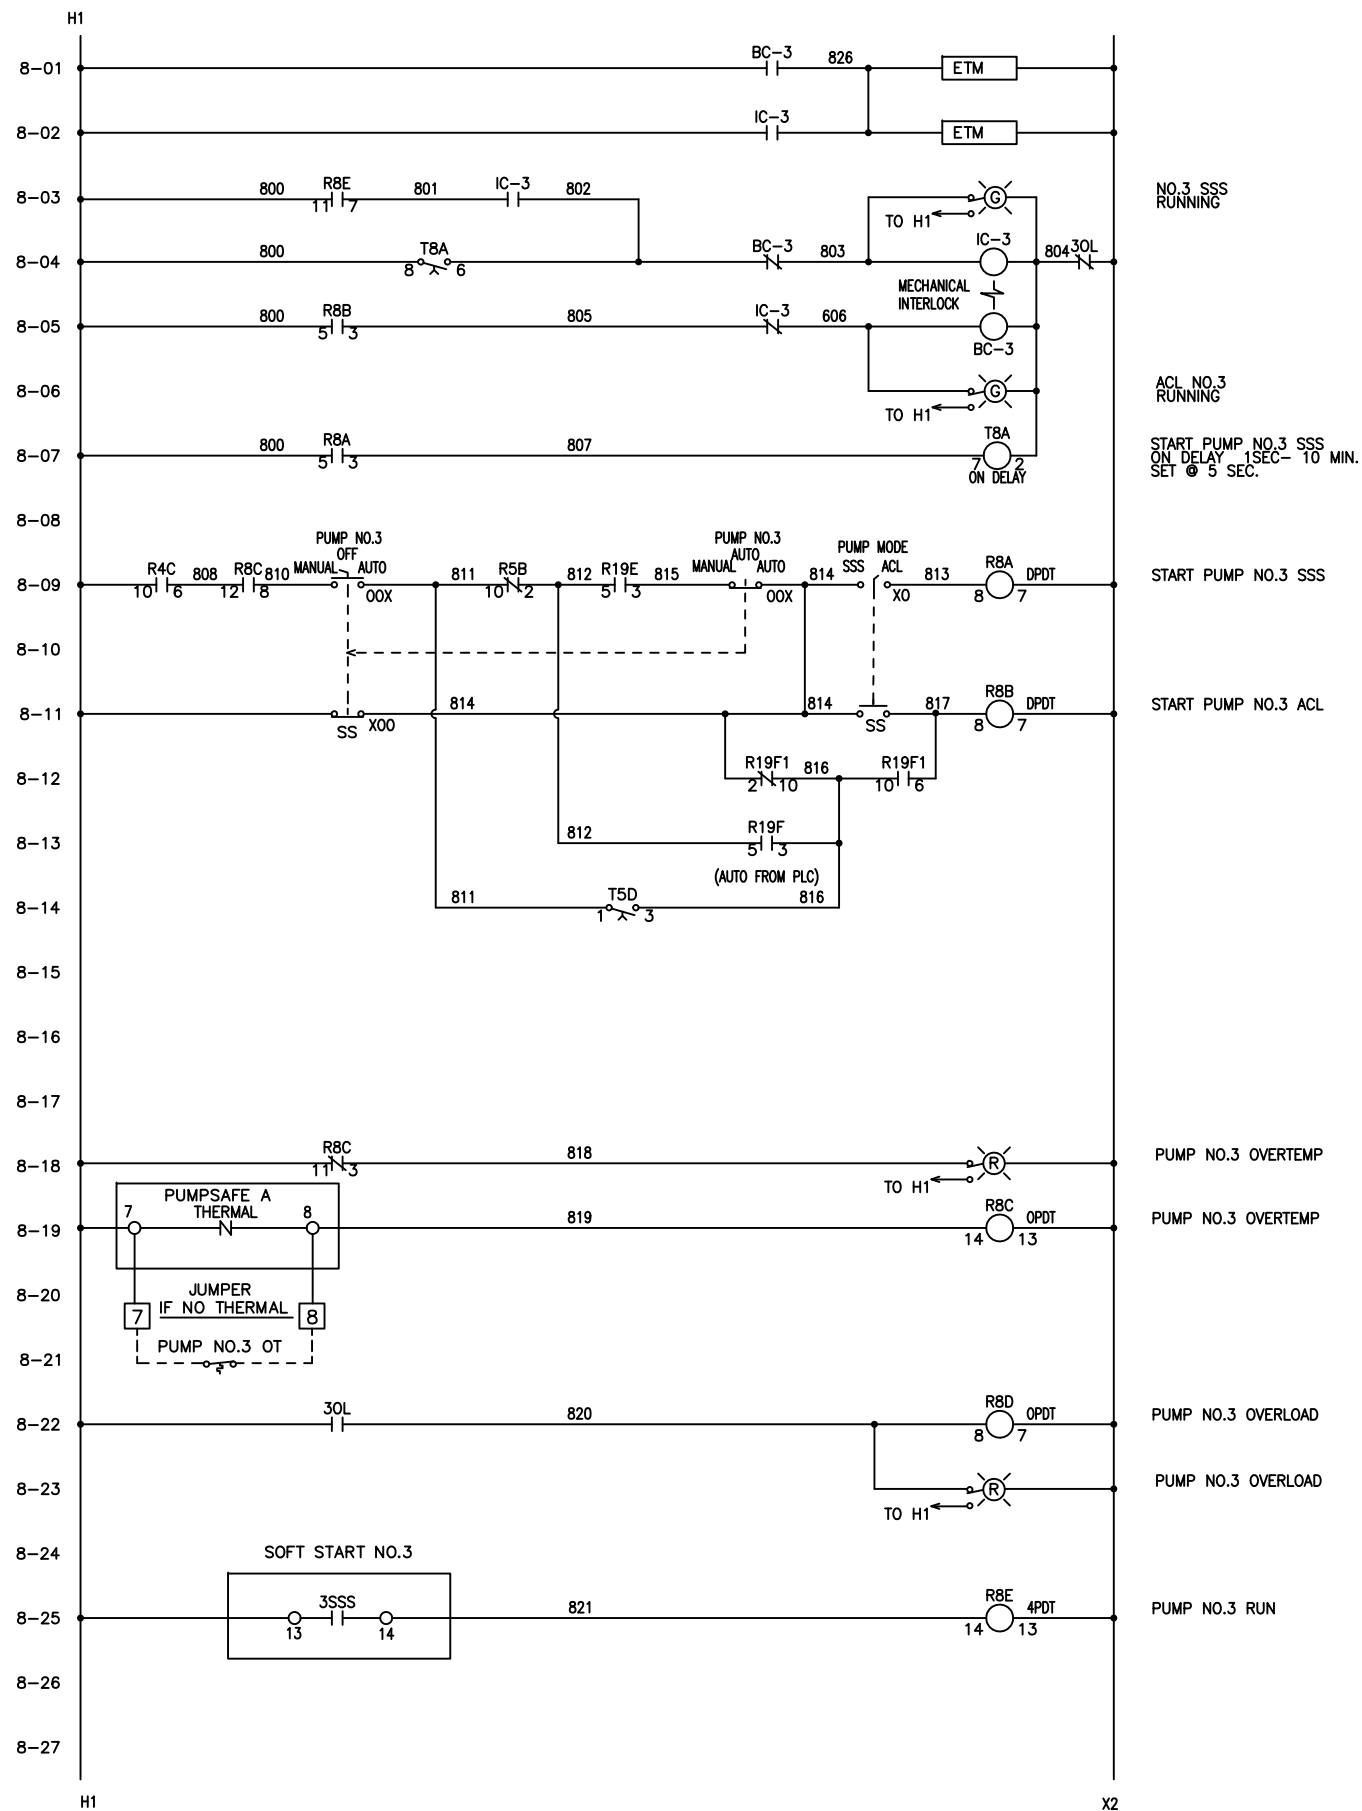 H1
8-01 BC-3 826 ETM
8-02 IC-3 ETM
8-03 800 R8E 11 7 801 IC-3 802 TO H1 G NO.3 SSS
RUNNING
8-04 800 T8A 8 6 BC-3 803 IC-3 804 3OL
MECHANICAL
INTERLOCK
8-05 800 R8B 5 3 805 IC-3 606 BC-3
8-06 TO H1 G ACL NO.3
RUNNING
8-07 800 R8A 5 3 807 T8A 7 2
ON DELAY
START PUMP NO.3 SSS
ON DELAY 1SEC- 10 MIN.
SET @ 5 SEC.
8-08
PUMP NO.3
OFF
MANUAL AUTO
PUMP NO.3
AUTO
MANUAL AUTO
PUMP MODE
SSS ACL
8-09 R4C 10 6 808 R8C 12 8 810 OOX 811 R5B 10 2 812 R19E 5 3 815 OOX 814 XO 813 R8A 8 7 DPDT START PUMP NO.3 SSS
8-10
8-11 SS XOO 814 814 SS 817 R8B 8 7 DPDT START PUMP NO.3 ACL
8-12 R19F1 2 10 816 R19F1 10 6
8-13 812 R19F 5 3
(AUTO FROM PLC)
8-14 811 T5D 1 3 816
8-15
8-16
8-17
8-18 R8C 11 3 818 TO H1 R PUMP NO.3 OVERTEMP
PUMPSAFE A
THERMAL
8-19 7 8 819 R8C 14 13 OPDT PUMP NO.3 OVERTEMP
8-20 JUMPER
7 IF NO THERMAL 8
8-21 PUMP NO.3 OT
8-22 3OL 820 R8D 8 7 OPDT PUMP NO.3 OVERLOAD
8-23 TO H1 R PUMP NO.3 OVERLOAD
8-24 SOFT START NO.3
8-25 3SSS 13 14 821 R8E 14 13 4PDT PUMP NO.3 RUN
8-26
8-27
H1 X2